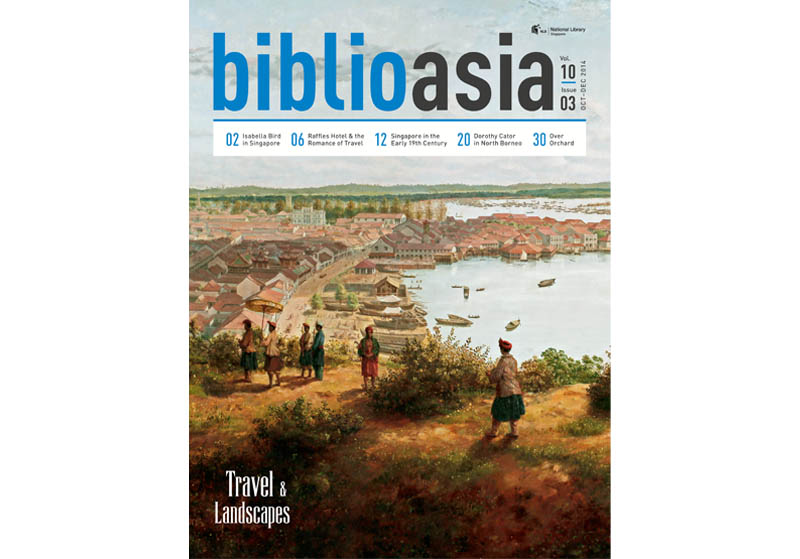 National Library
Singapore
biblioasia
Vol.
10
Issue
03
OCT–DEC 2014
02 Isabella Bird
in Singapore
06 Raffles Hotel & the
Romance of Travel
12 Singapore in the
Early 19th Century
20 Dorothy Cator
in North Borneo
30 Over
Orchard
Travel &
Landscapes